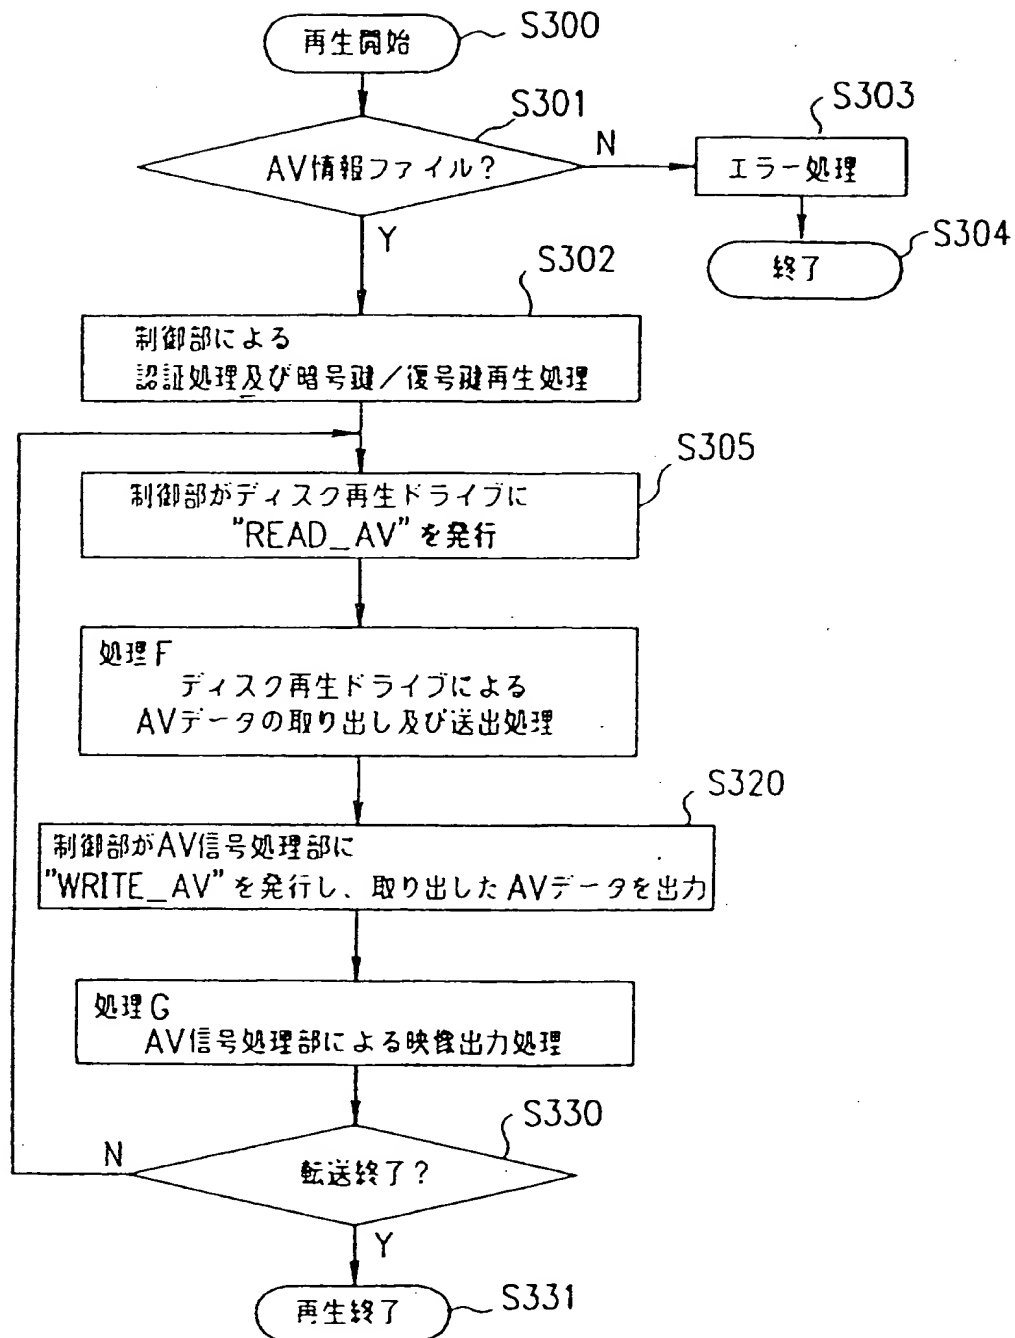 再生開始
S300
S301
AV情報ファイル?
N
S303
エラー処理
S304
終了
Y
S302
制御部による
認証処理及び暗号鍵/復号鍵再生処理
S305
制御部がディスク再生ドライブに
"READ_AV"を発行
処理F
ディスク再生ドライブによる
AVデータの取り出し及び送出処理
S320
制御部がAV信号処理部に
"WRITE_AV"を発行し、取り出したAVデータを出力
処理G
AV信号処理部による映像出力処理
S330
N
転送終了?
Y
再生終了
S331